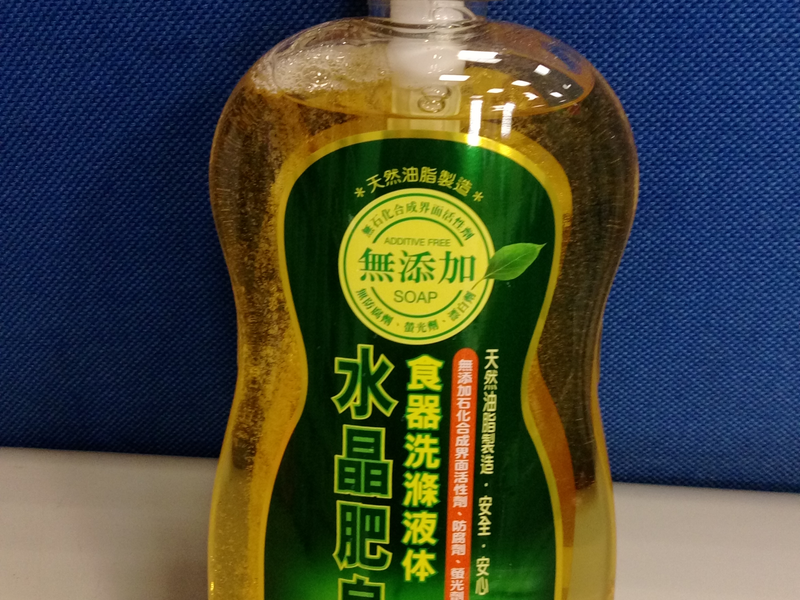 *天然油脂製造*
無石化合成界面活性劑
ADDITIVE FREE
無添加
SOAP
無防腐劑、螢光劑、漂白劑
天然油脂製造·安全·安心
無添加石化合成界面活性劑、防腐劑、螢光劑
食器洗滌液体
水晶肥皂